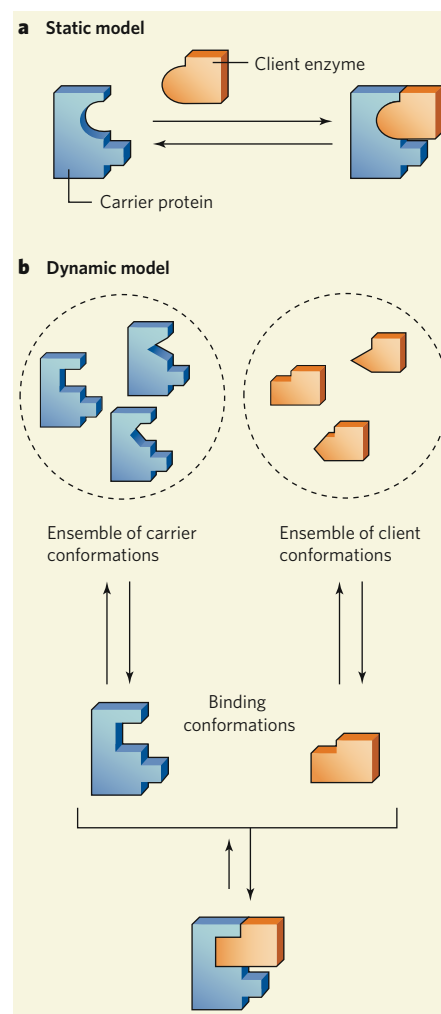 a Static model
Client enzyme
Carrier protein
b Dynamic model
Ensemble of carrier
conformations
Ensemble of client
conformations
Binding
conformations